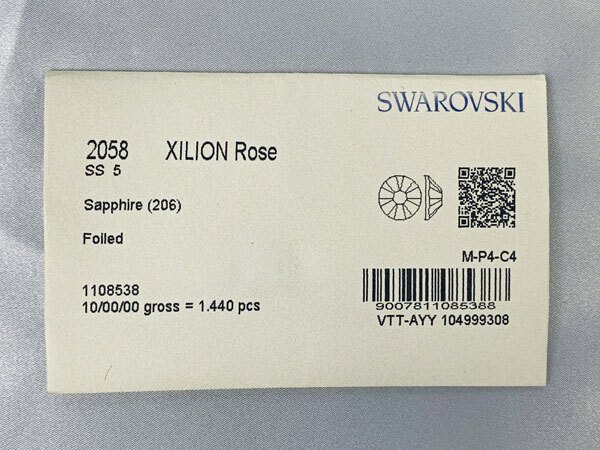 SWAROVSKI
2058 XILION Rose
SS 5
Sapphire (206)
Foiled
M-P4-C4
1108538
10/00/00 gross = 1.440 pcs
9007811085388
VTT-AYY 104999308